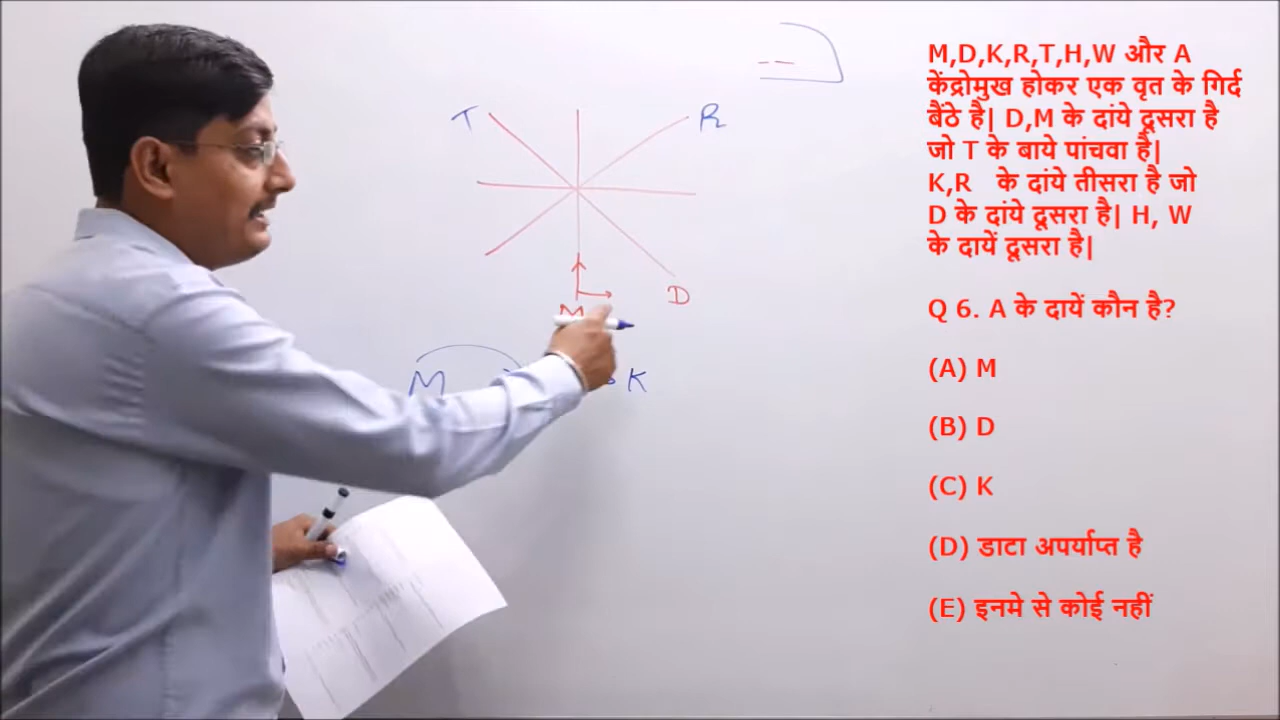 T
R
M
D
M
K
M,D,K,R,T,H,W और A
केंद्रोमुख होकर एक वृत के गिर्द
बैंठे है| D,M के दांये दूसरा है
जो T के बाये पांचवा है|
K,R के दांये तीसरा है जो
D के दांये दूसरा है| H, W
के दायें दूसरा है|
Q 6. A के दायें कौन है?
(A) M
(B) D
(C) K
(D) डाटा अपर्याप्त है
(E) इनमे से कोई नहीं